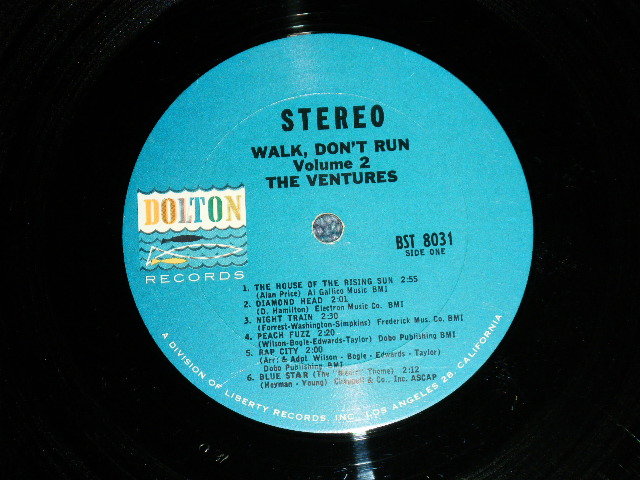 STEREO
WALK, DON'T RUN
Volume 2
THE VENTURES
DOLTON
RECORDS
BST 8031
SIDE ONE
1. THE HOUSE OF THE RISING SUN 2:55
(Alan Price) Al Gallico Music BMI
2. DIAMOND HEAD 2:01
(D. Hamilton) Electron Music Co. BMI
3. NIGHT TRAIN 2:30
(Forrest-Washington-Simpkins) Frederick Mus. Co. BMI
4. PEACH FUZZ 2:20
(Wilson-Bogle-Edwards-Taylor) Dobo Publishing BMI
5. RAP CITY 2:00
(Arr: & Adpt. Wilson - Bogle - Edwards - Taylor)
Dobo Publishing BMI
6. BLUE STAR (The "Medic" Theme) 2:12
(Heyman - Young) Campbell & Co., Inc. ASCAP
A DIVISION OF LIBERTY RECORDS, INC., LOS ANGELES 28, CALIFORNIA